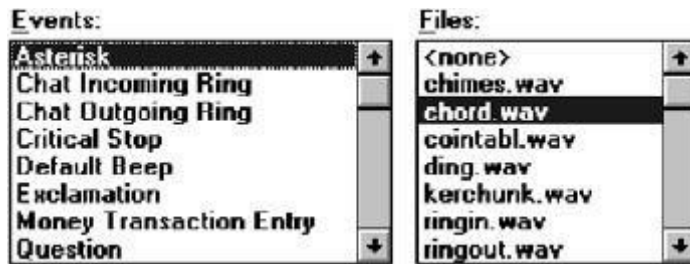 Events:
Asterisk
Chat Incoming Ring
Chat Outgoing Ring
Critical Stop
Default Beep
Exclamation
Money Transaction Entry
Question
Files:
<none>
chimes.wav
chord.wav
cointabl.wav
ding.wav
kerchunk.wav
ringin.wav
ringout.wav